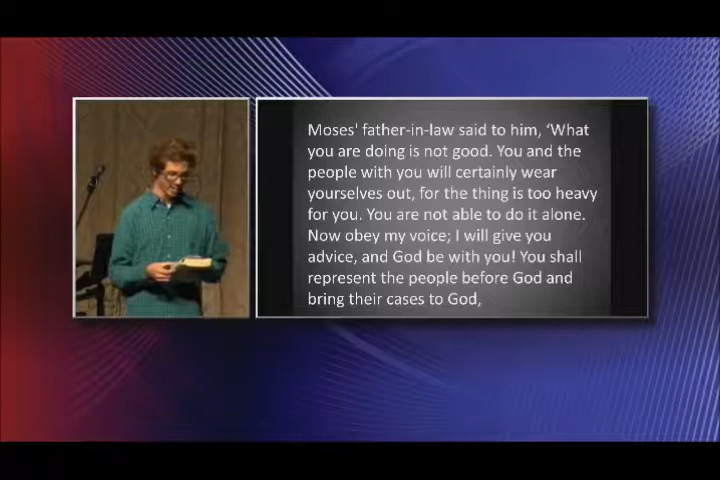 Moses' father-in-law said to him, ‘What
you are doing is not good. You and the
people with you will certainly wear
yourselves out, for the thing is too heavy
for you. You are not able to do it alone.
Now obey my voice; I will give you
advice, and God be with you! You shall
represent the people before God and
bring their cases to God,